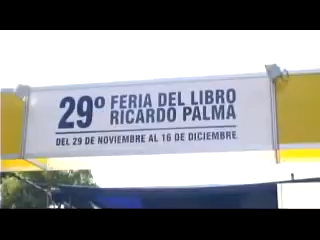 29º FERIA DEL LIBRO
RICARDO PALMA
DEL 29 DE NOVIEMBRE AL 16 DE DICIEMBRE